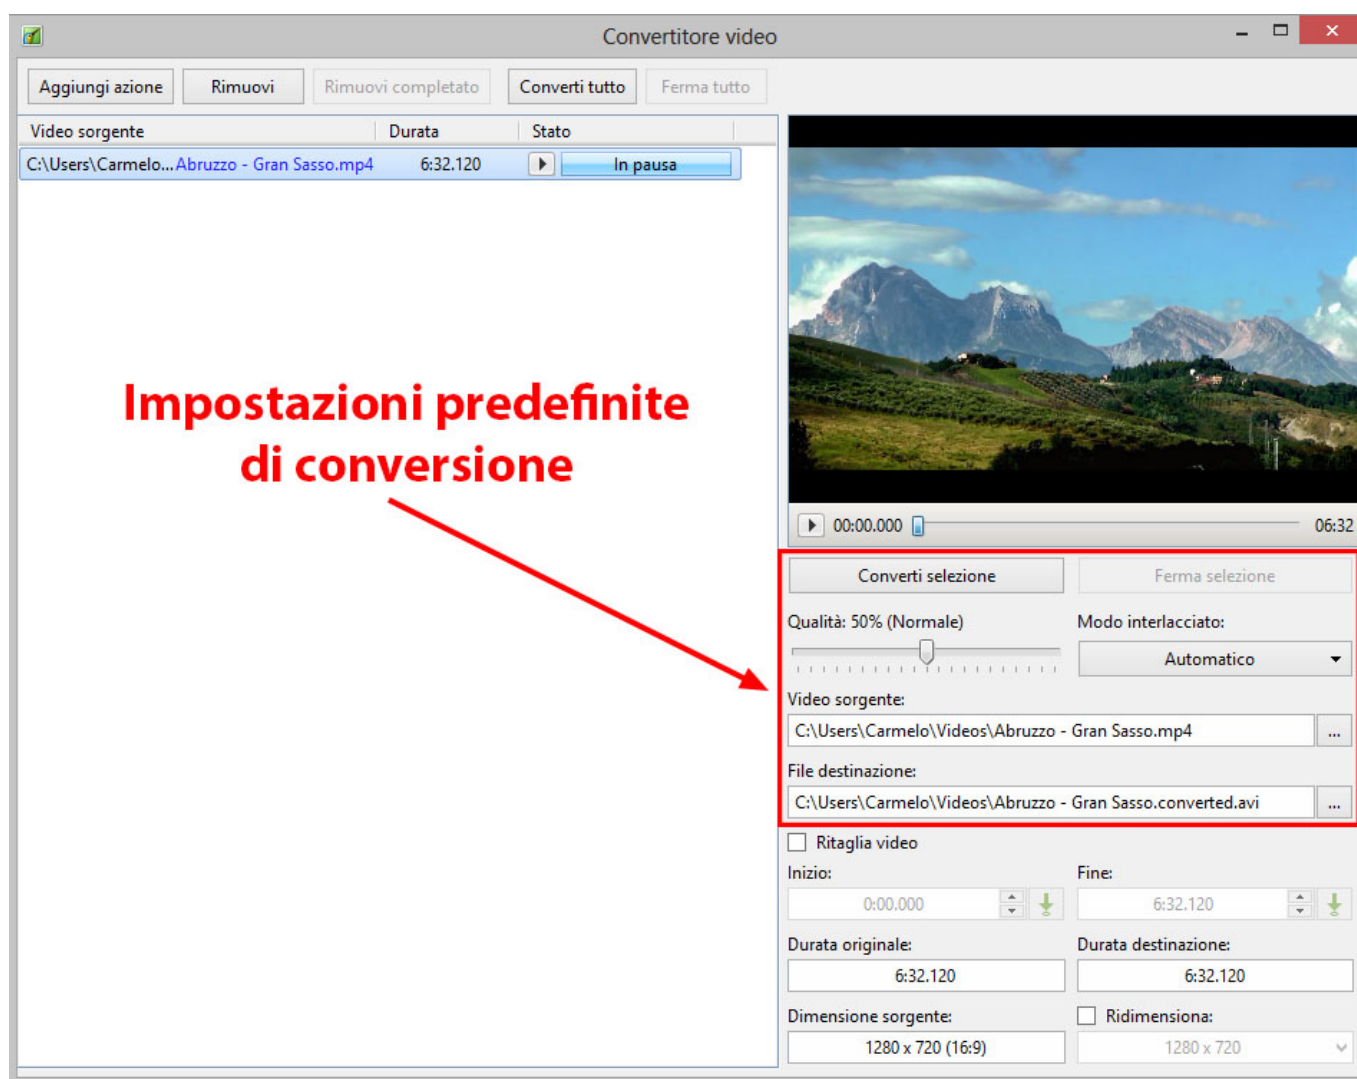 Convertitore video
Aggiungi azione Rimuovi Rimuovi completato Converti tutto Ferma tutto
Video sorgente Durata Stato
C:\Users\Carmelo... Abruzzo - Gran Sasso.mp4 6:32.120 In pausa
Impostazioni predefinite
di conversione
00:00.000 06:32
Converti selezione Ferma selezione
Qualità: 50% (Normale) Modo interlacciato:
Automatico
Video sorgente:
C:\Users\Carmelo\Videos\Abruzzo - Gran Sasso.mp4 ...
File destinazione:
C:\Users\Carmelo\Videos\Abruzzo - Gran Sasso.converted.avi ...
Ritaglia video
Inizio: Fine:
0:00.000 6:32.120
Durata originale: Durata destinazione:
6:32.120 6:32.120
Dimensione sorgente: Ridimensiona:
1280 x 720 (16:9) 1280 x 720